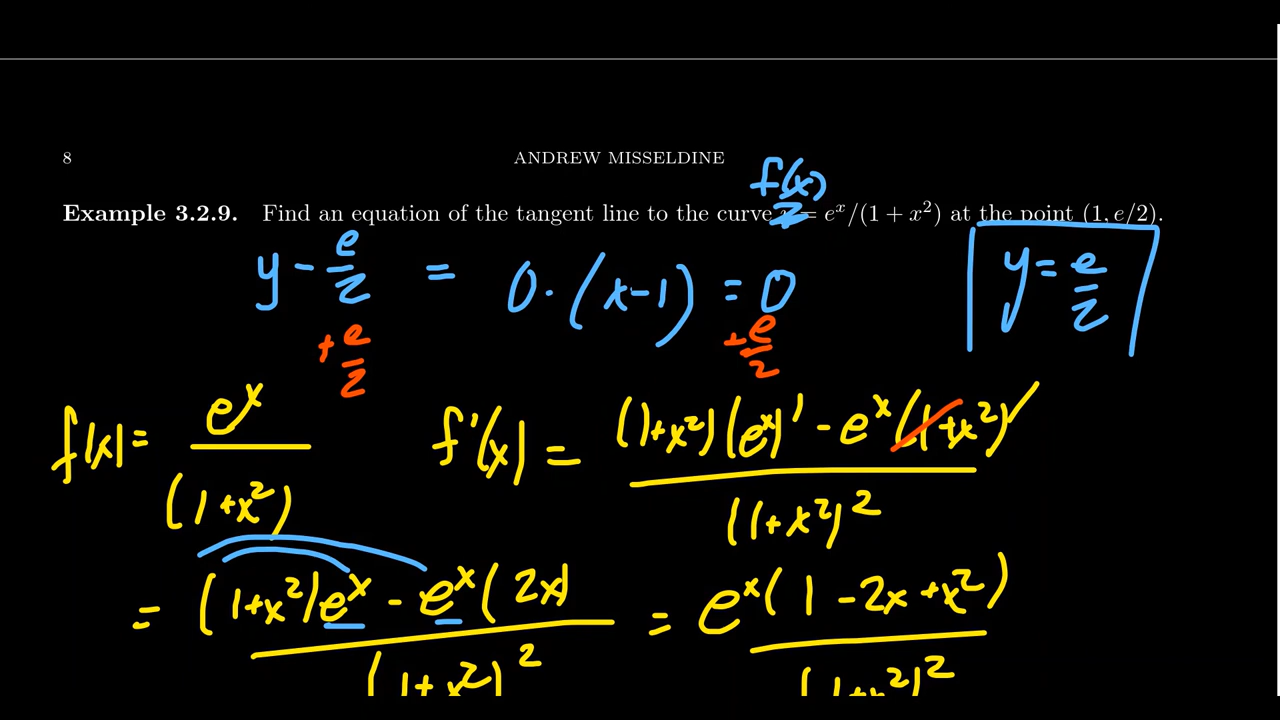 8 ANDREW MISSELDINE
f(x)
Example 3.2.9. Find an equation of the tangent line to the curve = e^x/(1 + x^2) at the point (1, e/2).
y - e/2 = 0 · (x-1) = 0 y = e/2
+ e/2 + e/2
f(x) = e^x/(1+x^2) f'(x) = ((1+x^2)(e^x)' - e^x(1+x^2)')/(1+x^2)^2
= ((1+x^2)e^x - e^x(2x))/(1+x^2)^2 = e^x(1 - 2x + x^2)/(1+x^2)^2